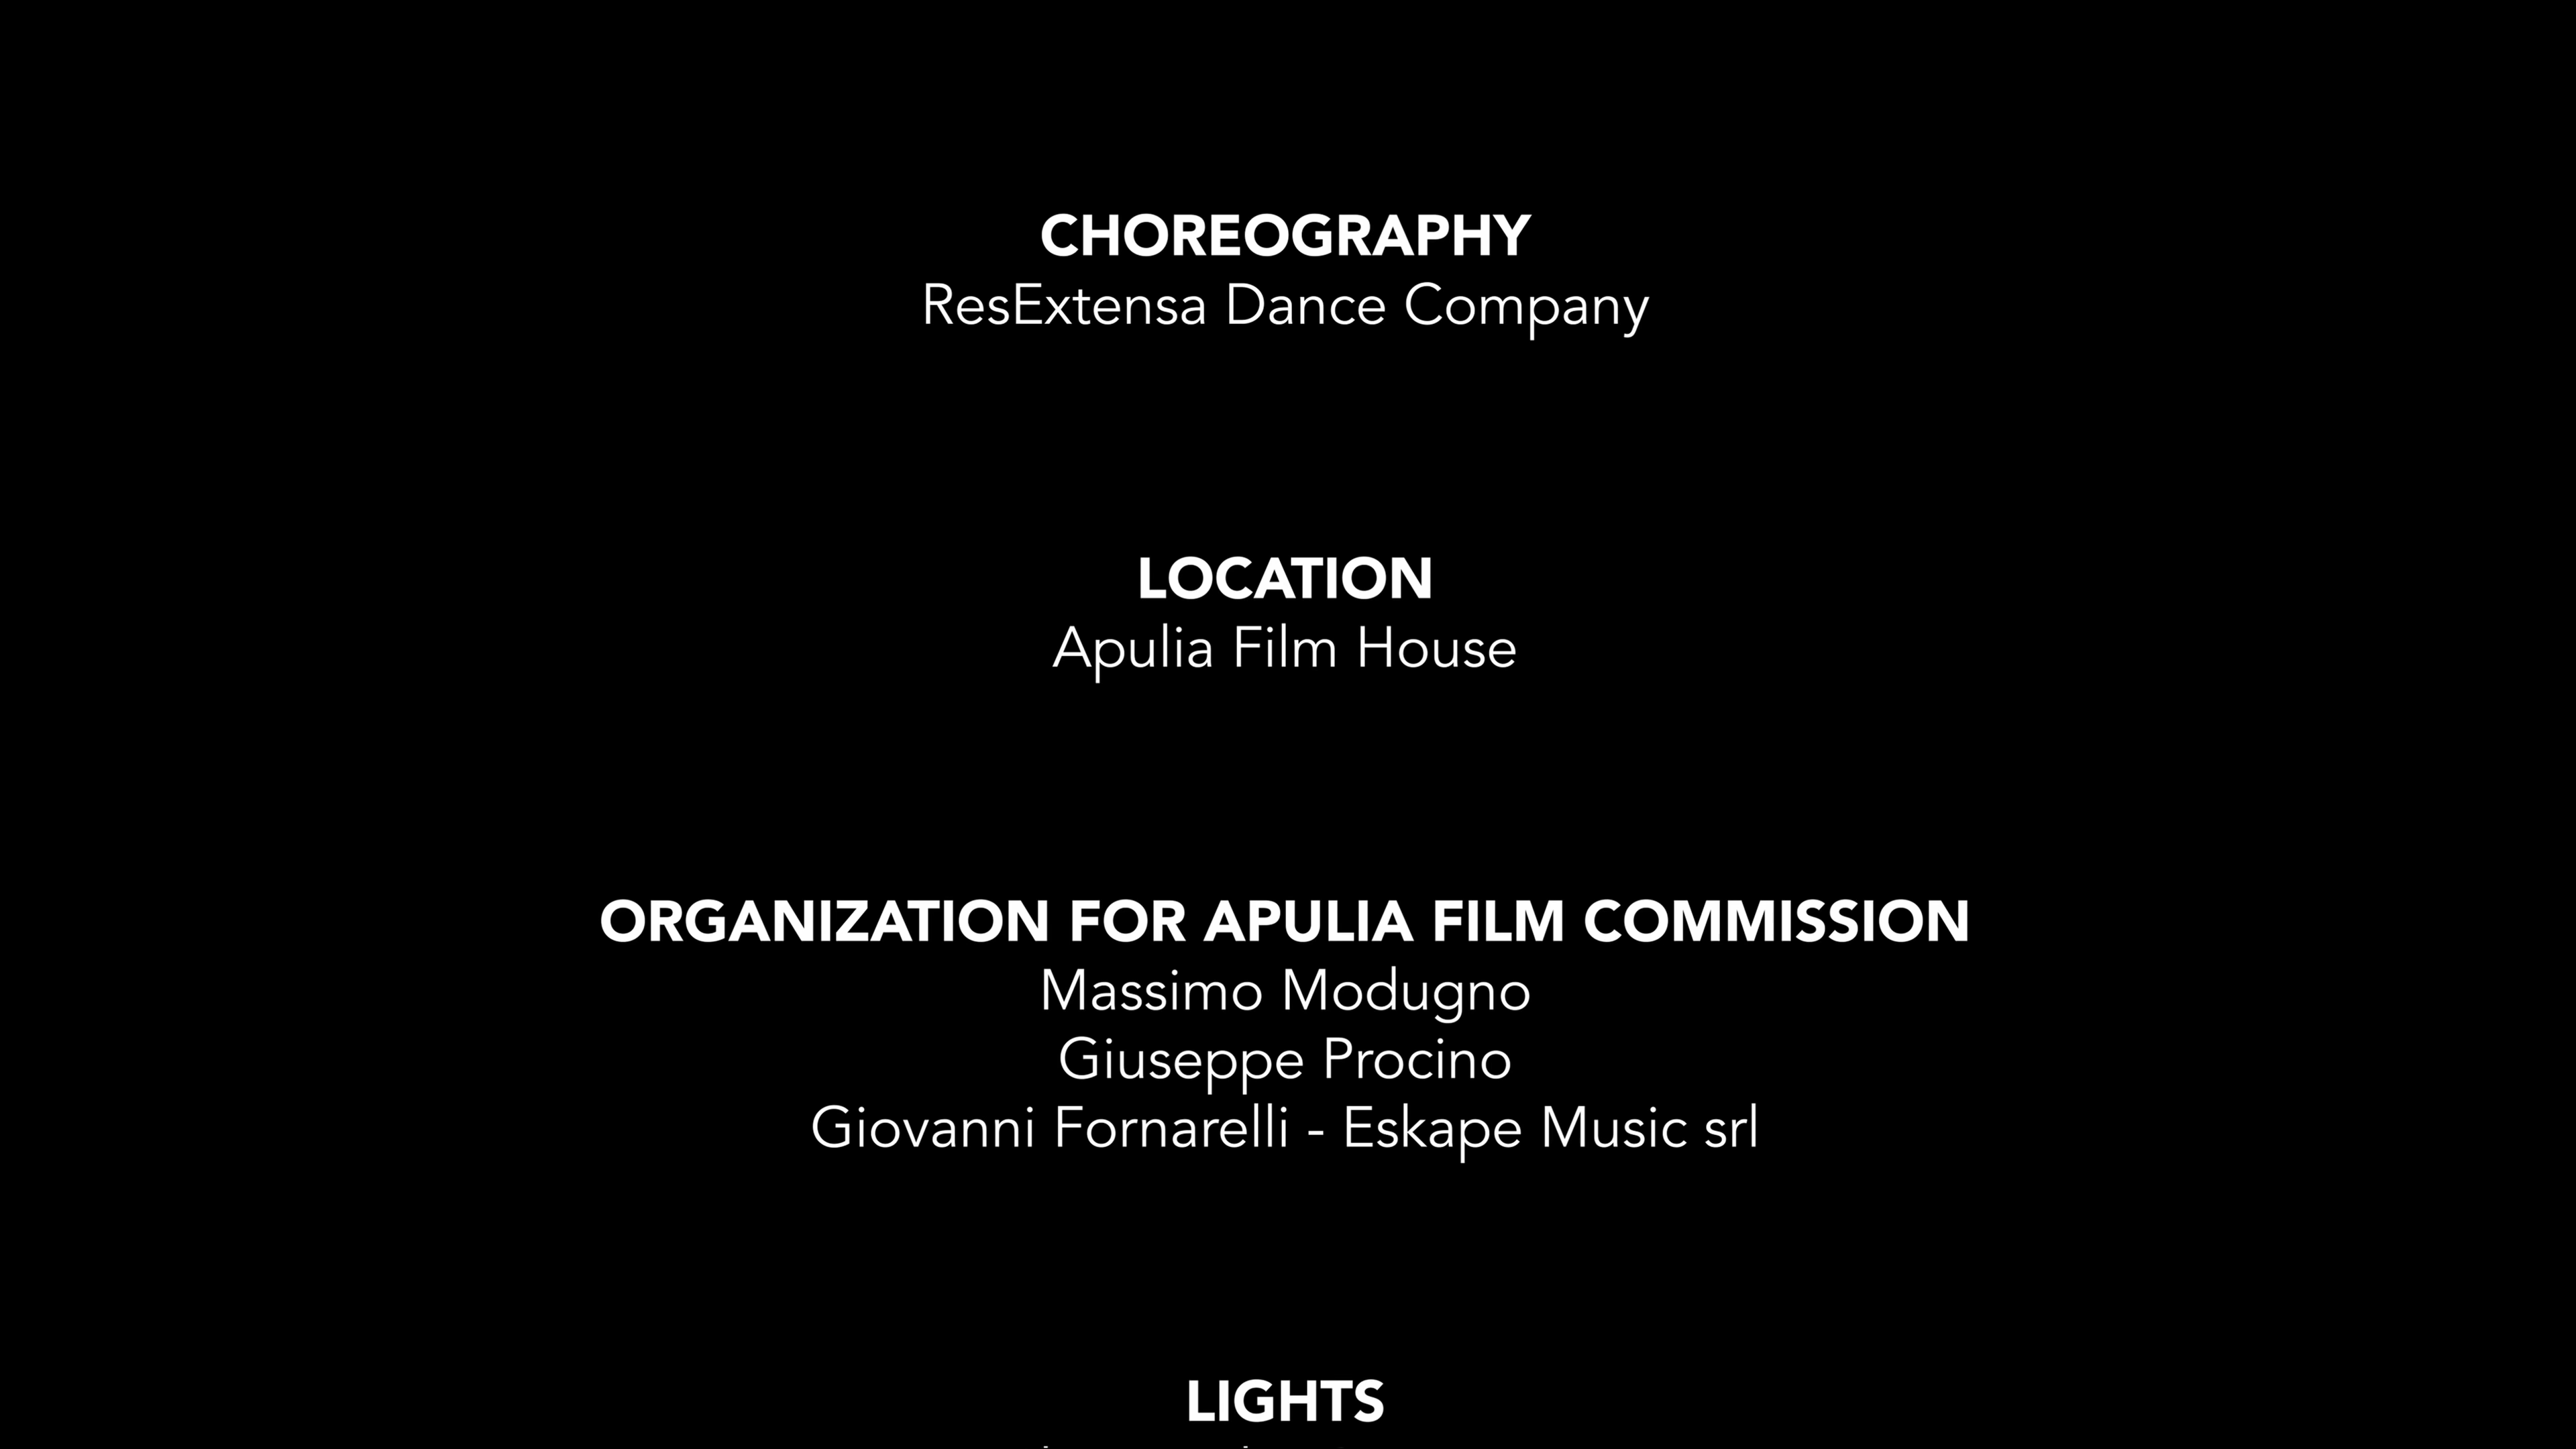 CHOREOGRAPHY
ResExtensa Dance Company
LOCATION
Apulia Film House
ORGANIZATION FOR APULIA FILM COMMISSION
Massimo Modugno
Giuseppe Procino
Giovanni Fornarelli - Eskape Music srl
LIGHTS